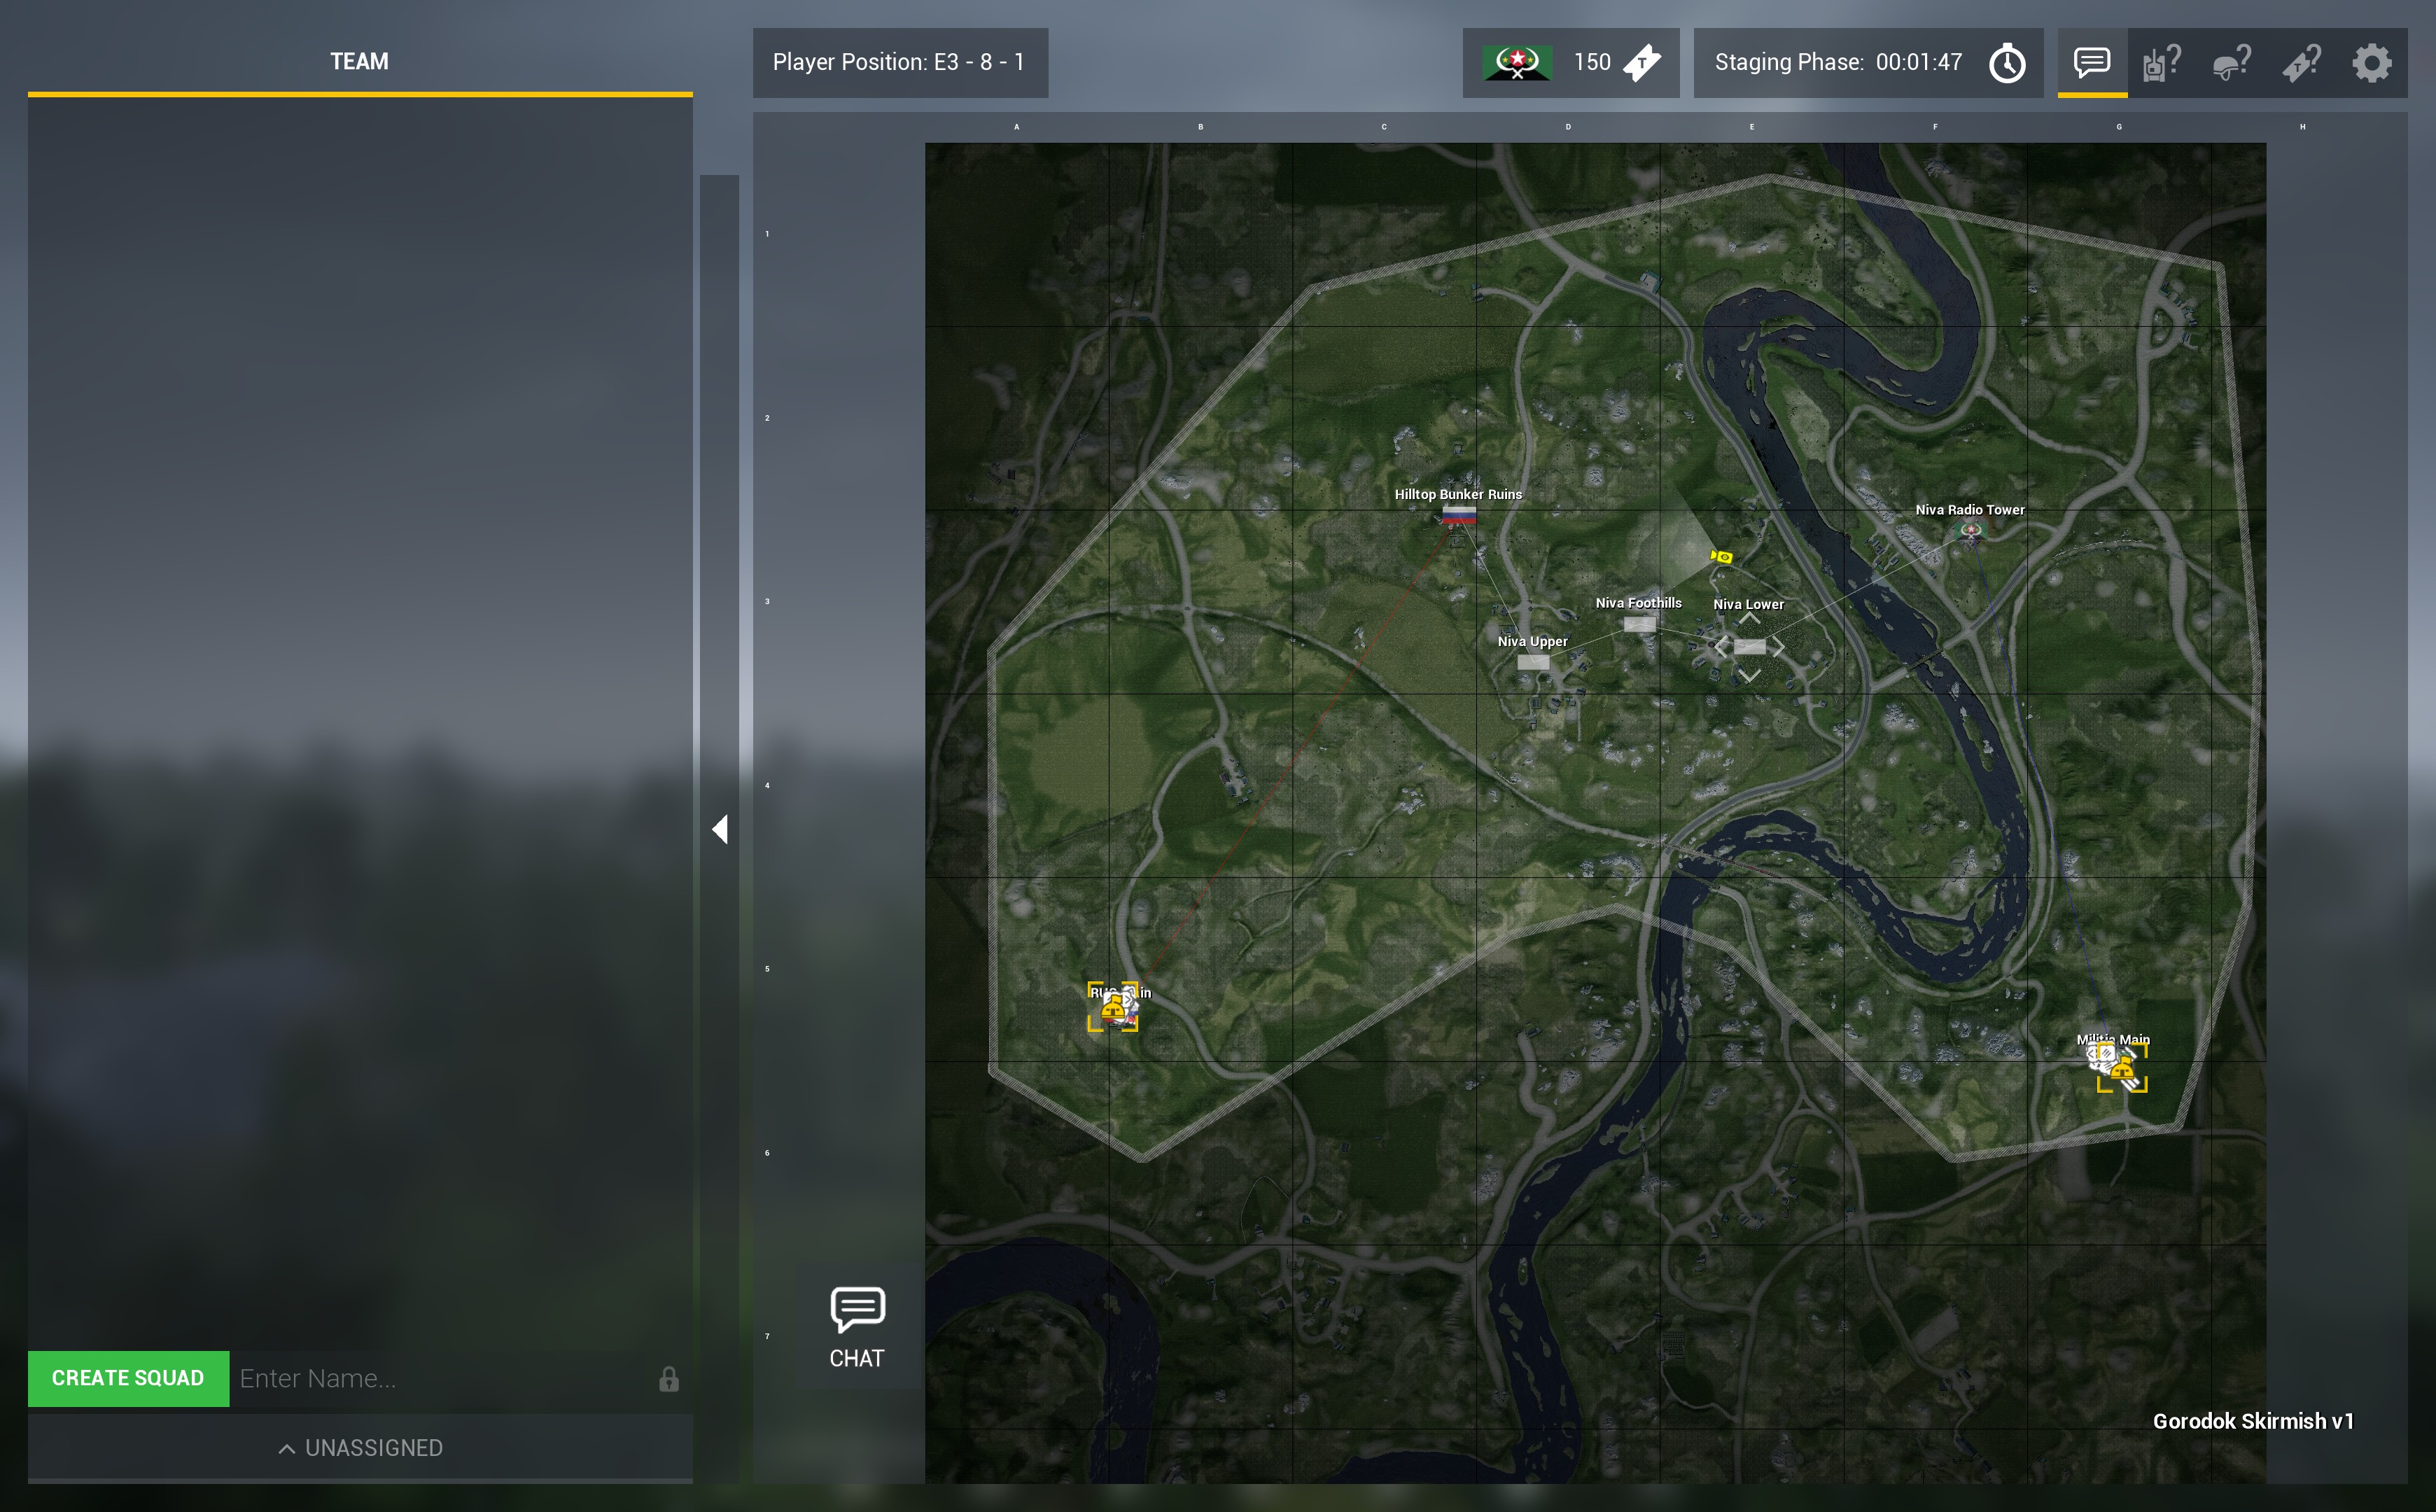 TEAM
Player Position: E3 - 8 - 1
150
T
Staging Phase: 00:01:47
?
?
T?
A B C D E F G H
1
2
Hilltop Bunker Ruins
Niva Radio Tower
3
Niva Foothills
Niva Lower
Niva Upper
4
5
Militia Main
6
7
CHAT
CREATE SQUAD
Enter Name...
Gorodok Skirmish v1
UNASSIGNED